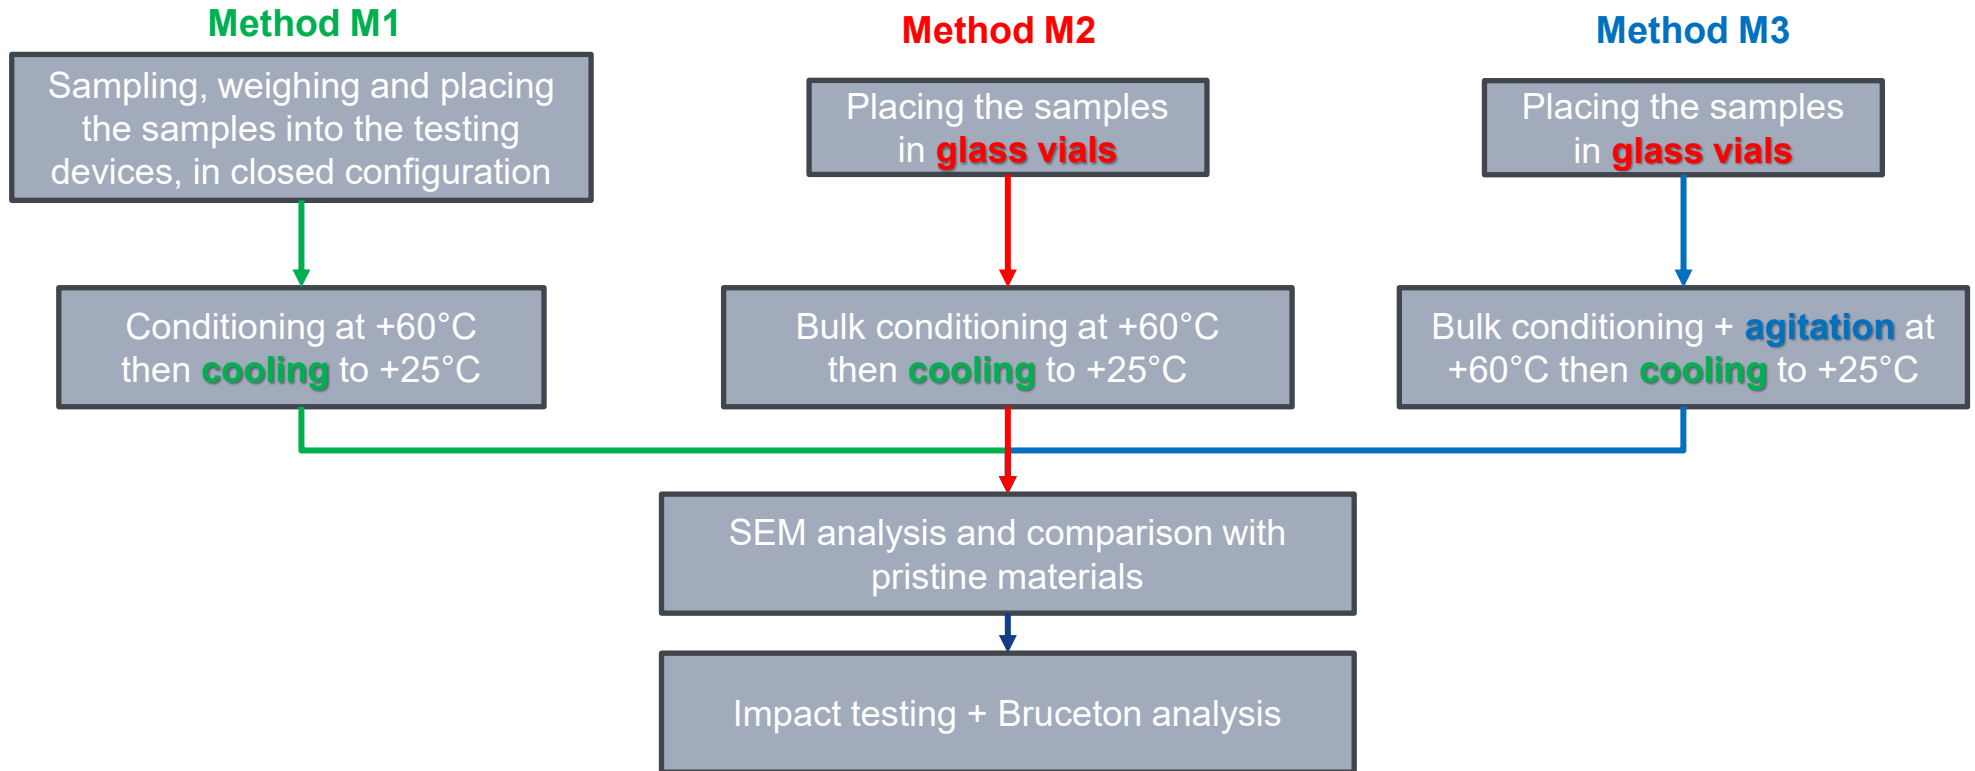 Method M1
Sampling, weighing and placing
the samples into the testing
devices, in closed configuration
Conditioning at +60°C
then cooling to +25°C
Method M2
Placing the samples
in glass vials
Bulk conditioning at +60°C
then cooling to +25°C
Method M3
Placing the samples
in glass vials
Bulk conditioning + agitation at
+60°C then cooling to +25°C
SEM analysis and comparison with
pristine materials
Impact testing + Bruceton analysis